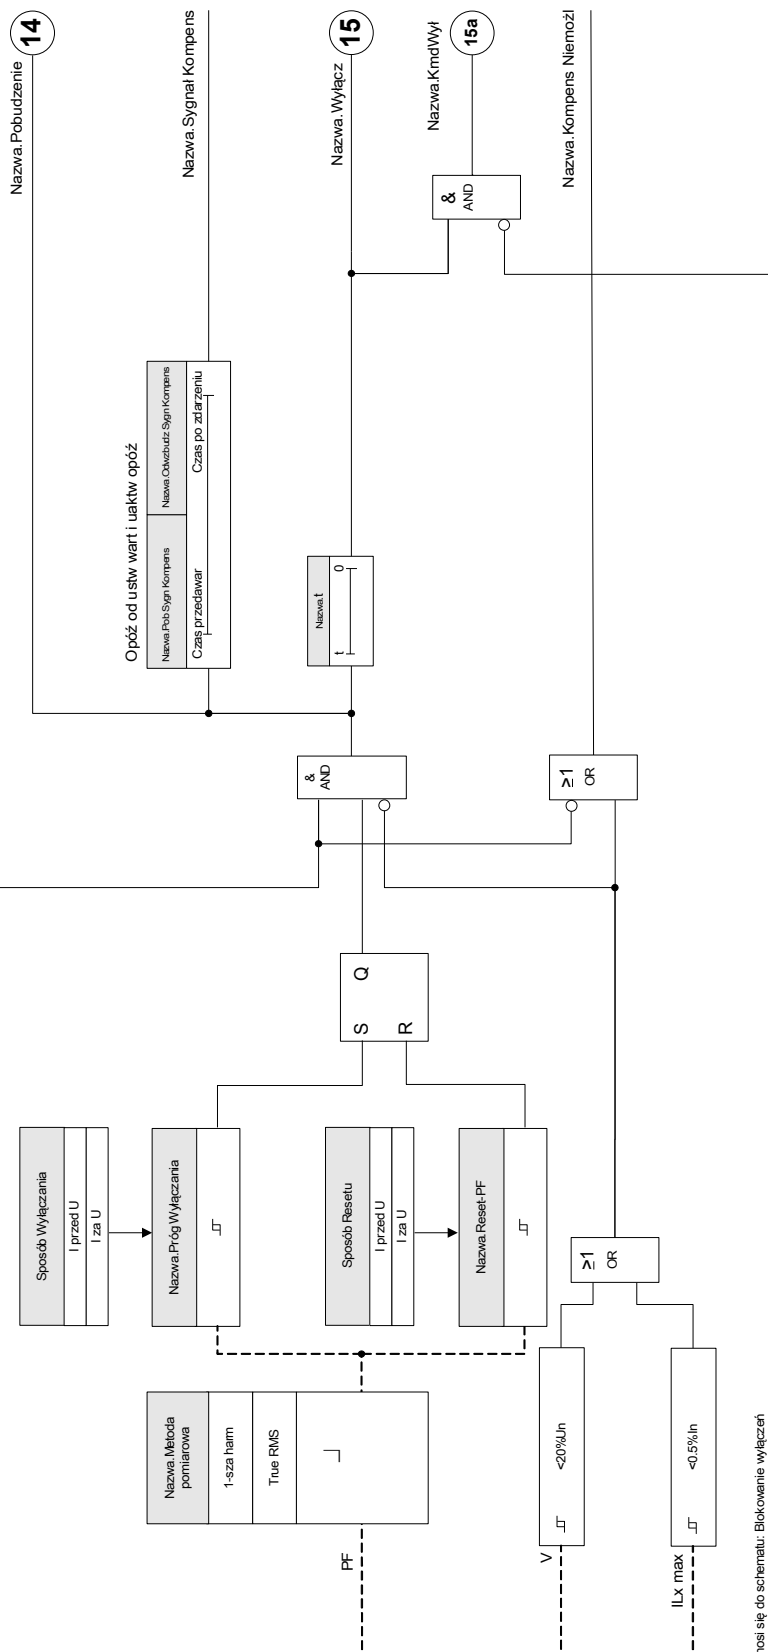 14
Nazwa.Pobudzenie
Nazwa.Sygnał Kompens
15
Nazwa.Wyłącz
15a
Nazwa.KmdWył
Nazwa.Kompens Niemożl
&
AND
Opóź od ustw wart i uaktw opóź
Nazwa.Pob Sygn Kompens
Nazwa.Odwzbudz Sygn Kompens
Czas przedawar
Czas po zdarzeniu
Nazwa.t
t
0
&
AND
≥1
OR
S
Q
R
Sposób Wyłączania
I przed U
I za U
Nazwa.Próg Wyłączania
Sposób Resetu
I przed U
I za U
Nazwa.Reset-PF
≥1
OR
Nazwa.Metoda
pomiarowa
1-sza harm
True RMS
PF
V
<20%Un
ILx max
<0.5%In
się do schematu: Blokowanie wyłączeń